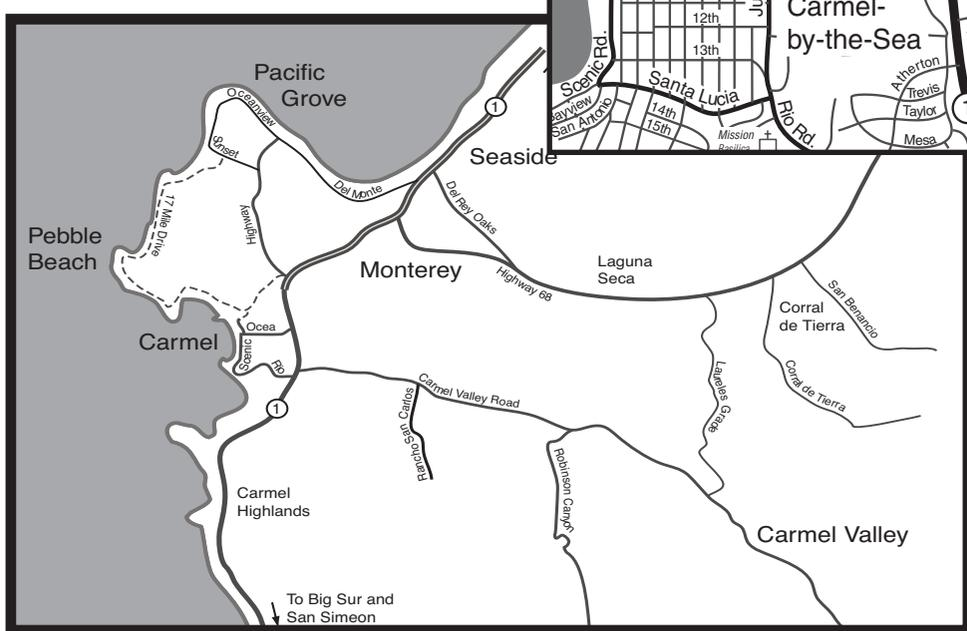 12th
Ju
Carmel-
by-the-Sea
13th
Scenic Rd.
Santa Lucia
Atherton
Trevis
Taylor
Mesa
ayview
San Antonio
14th
15th
Mission
Rio Rd.
1
Pacific
Grove
Oceanview
Sunset
Del Monte
1
Seaside
Del Rey Oaks
17 Mile Drive
Highway
Pebble
Beach
Monterey
Highway 68
Laguna
Seca
San Benancio
Corral
de Tierra
Corral de Tierra
Carmel
Ocea
Scenic
Rio
1
Carmel Valley Road
Rancho San Carlos
Laureles Grade
Robinson Canyon
Carmel
Highlands
Carmel Valley
To Big Sur and
San Simeon